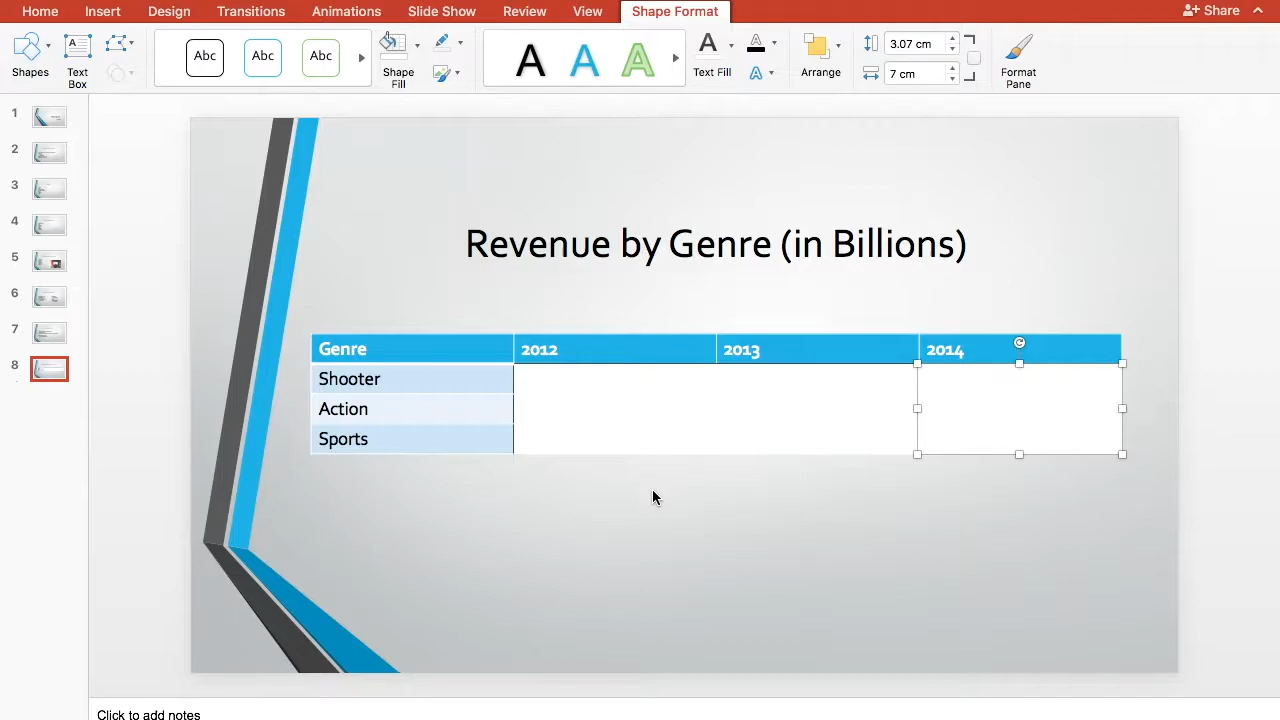 Home Insert Design Transitions Animations Slide Show Review View Shape Format Share
Abc Abc Abc A A A A A A 3.07 cm
7 cm
Shapes Text Box Shape Fill Text Fill Arrange Format Pane
1
2
3
4
5
6
7
8
Revenue by Genre (in Billions)
Genre 2012 2013 2014
Shooter
Action
Sports
Click to add notes